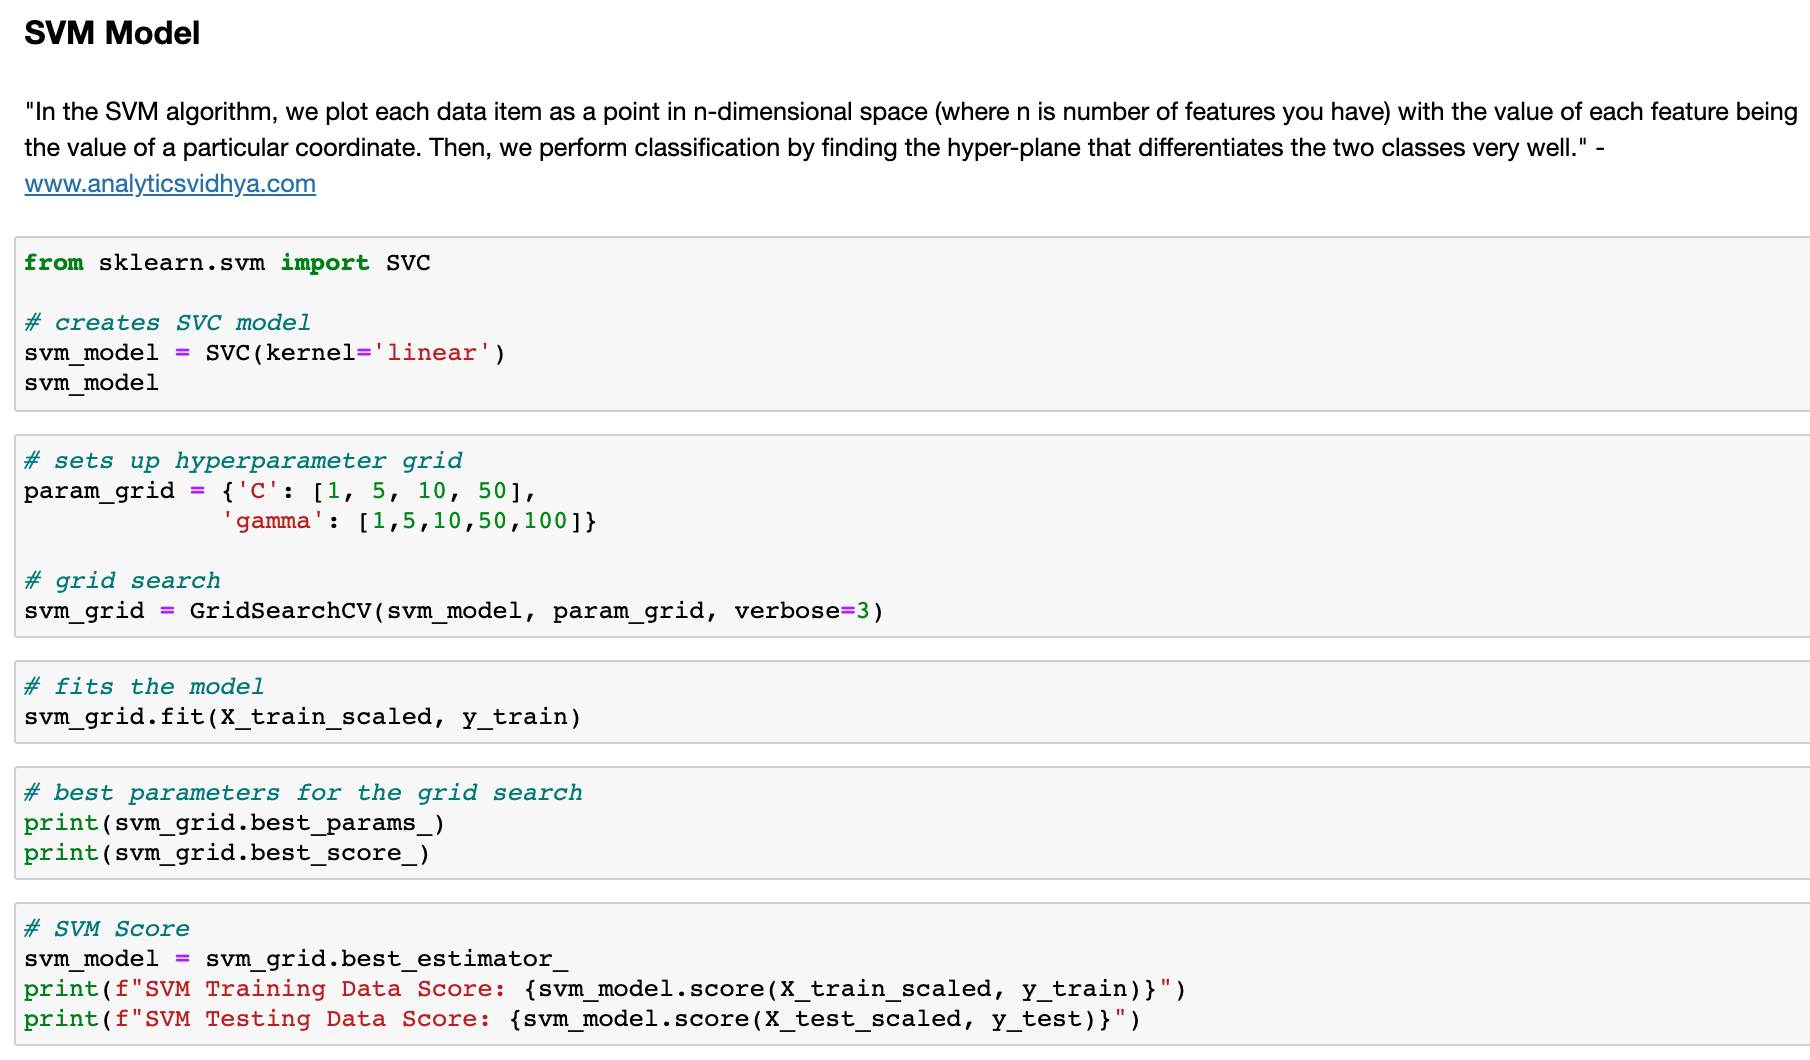 SVM Model
"In the SVM algorithm, we plot each data item as a point in n-dimensional space (where n is number of features you have) with the value of each feature being
the value of a particular coordinate. Then, we perform classification by finding the hyper-plane that differentiates the two classes very well." -
www.analyticsvidhya.com
from sklearn.svm import SVC
# creates SVC model
svm_model = SVC(kernel='linear')
svm_model
# sets up hyperparameter grid
param_grid = {'C': [1, 5, 10, 50],
'gamma': [1,5,10,50,100]}
# grid search
svm_grid = GridSearchCV(svm_model, param_grid, verbose=3)
# fits the model
svm_grid.fit(X_train_scaled, y_train)
# best parameters for the grid search
print(svm_grid.best_params_)
print(svm_grid.best_score_)
# SVM Score
svm_model = svm_grid.best_estimator_
print(f"SVM Training Data Score: {svm_model.score(X_train_scaled, y_train)}")
print(f"SVM Testing Data Score: {svm_model.score(X_test_scaled, y_test)}")